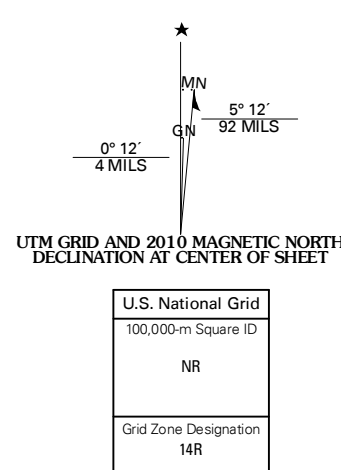 MN
5° 12´
92 MILS
GN
0° 12´
4 MILS
UTM GRID AND 2010 MAGNETIC NORTH
DECLINATION AT CENTER OF SHEET
U.S. National Grid
100,000-m Square ID
NR
Grid Zone Designation
14R